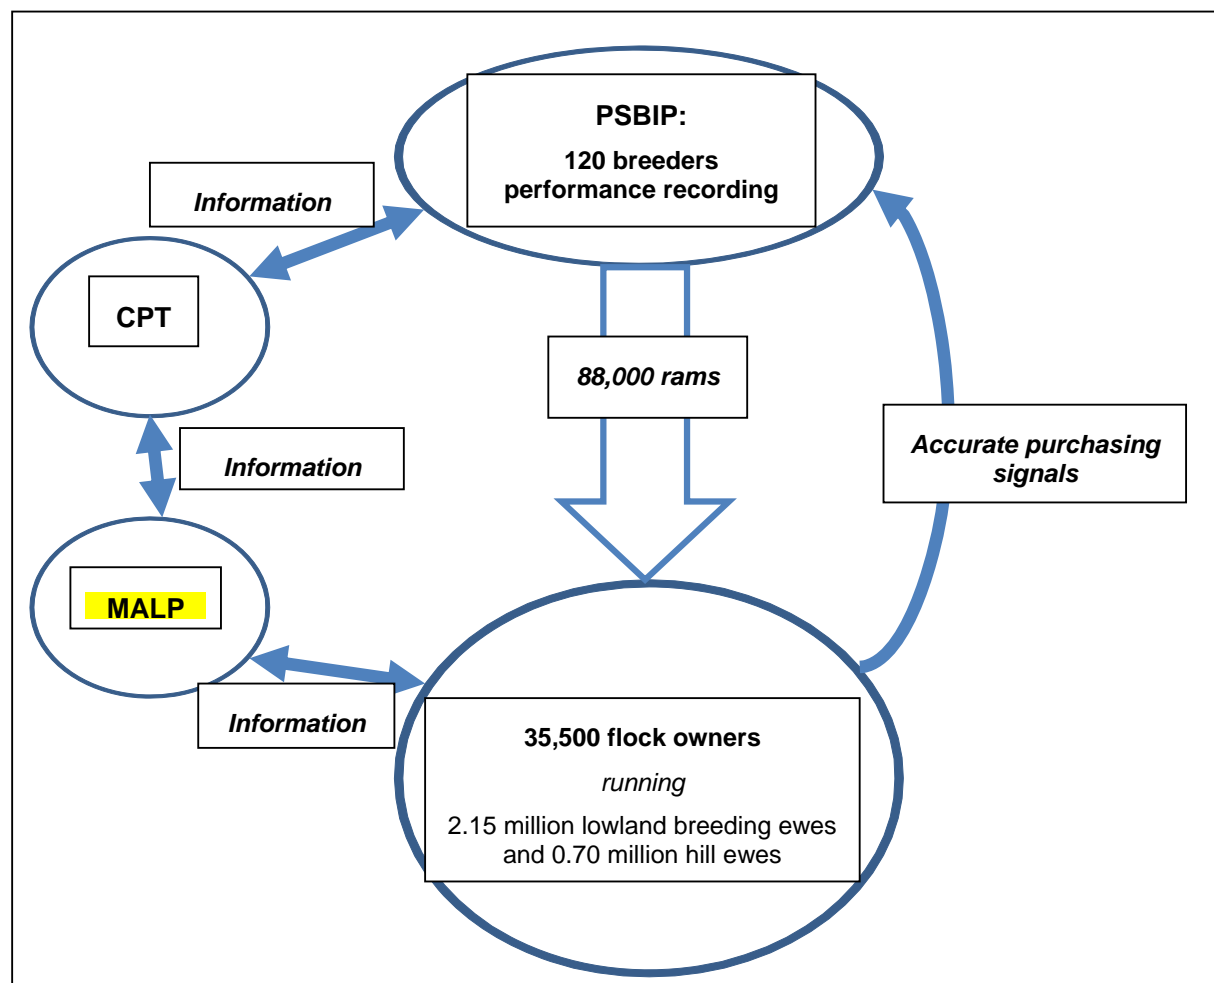 PSBIP:
120 breeders
performance recording
Information
CPT
88,000 rams
Accurate purchasing
signals
Information
MALP
Information
35,500 flock owners
running
2.15 million lowland breeding ewes
and 0.70 million hill ewes